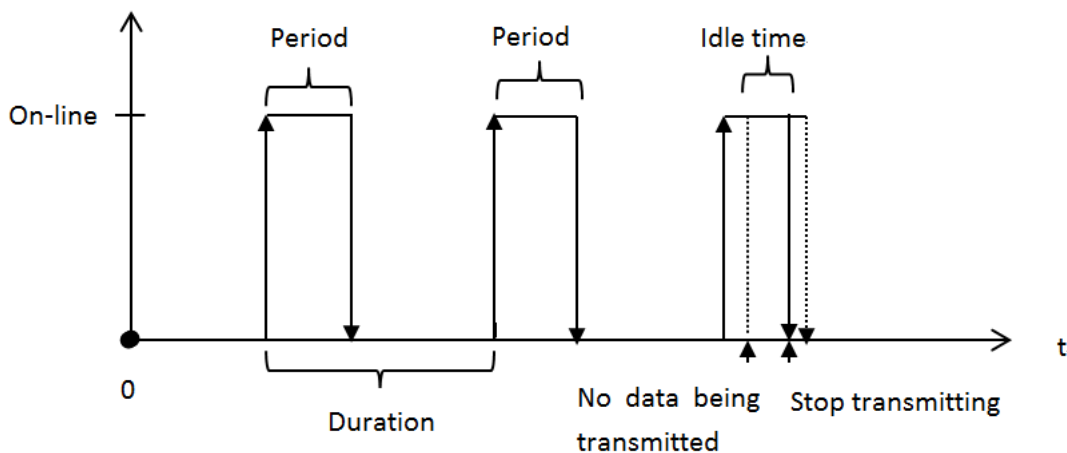 Period
Period
Idle time
On-line
0
t
Duration
No data being
transmitted
Stop transmitting